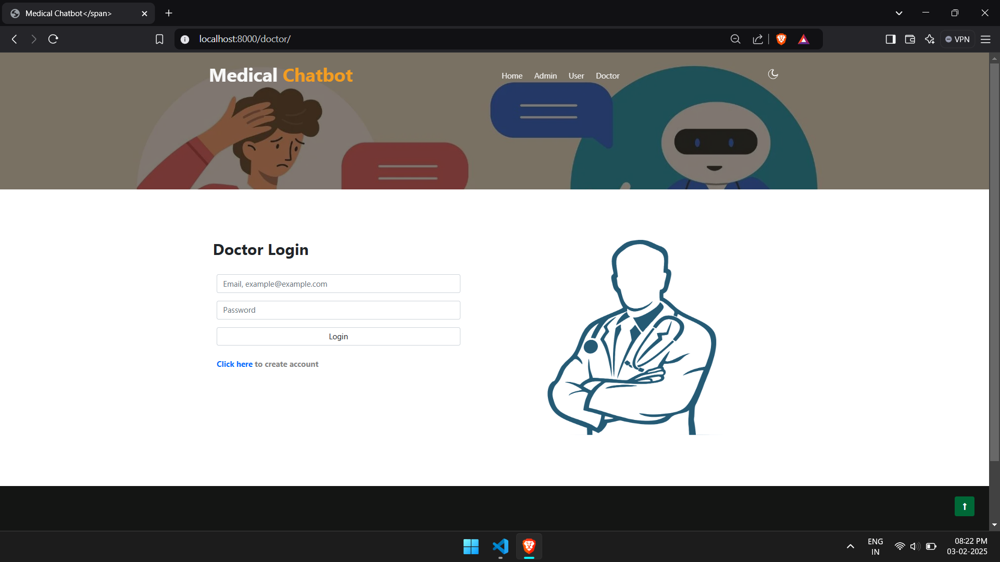 Medical Chatbot</span>
localhost:8000/doctor/
VPN
Medical Chatbot
Home Admin User Doctor
Doctor Login
Email, example@example.com
Password
Login
Click here to create account
ENG
IN
08:22 PM
03-02-2025